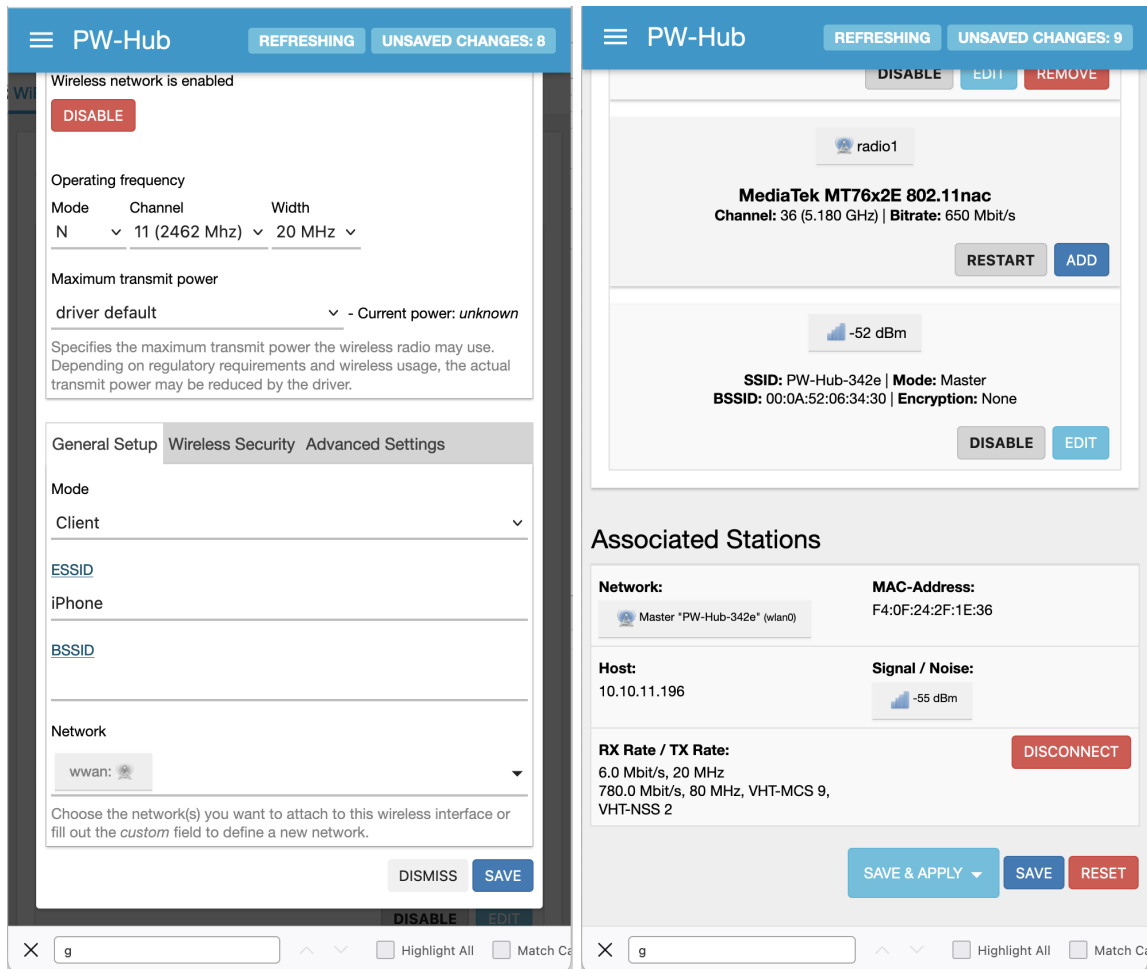 PW-Hub
REFRESHING
UNSAVED CHANGES: 8
Wireless network is enabled
DISABLE
Operating frequency
Mode Channel Width
N 11 (2462 Mhz) 20 MHz
Maximum transmit power
driver default - Current power: unknown
Specifies the maximum transmit power the wireless radio may use.
Depending on regulatory requirements and wireless usage, the actual
transmit power may be reduced by the driver.
General Setup Wireless Security Advanced Settings
Mode
Client
ESSID
iPhone
BSSID
Network
wwan:
Choose the network(s) you want to attach to this wireless interface or
fill out the custom field to define a new network.
DISMISS SAVE
DISABLE EDIT
g Highlight All Match Ca
PW-Hub
REFRESHING
UNSAVED CHANGES: 9
DISABLE EDIT REMOVE
radio1
MediaTek MT76x2E 802.11nac
Channel: 36 (5.180 GHz) | Bitrate: 650 Mbit/s
RESTART ADD
-52 dBm
SSID: PW-Hub-342e | Mode: Master
BSSID: 00:0A:52:06:34:30 | Encryption: None
DISABLE EDIT
Associated Stations
Network: MAC-Address:
Master "PW-Hub-342e" (wlan0) F4:0F:24:2F:1E:36
Host: Signal / Noise:
10.10.11.196 -55 dBm
RX Rate / TX Rate: DISCONNECT
6.0 Mbit/s, 20 MHz
780.0 Mbit/s, 80 MHz, VHT-MCS 9,
VHT-NSS 2
SAVE & APPLY SAVE RESET
g Highlight All Match Ca